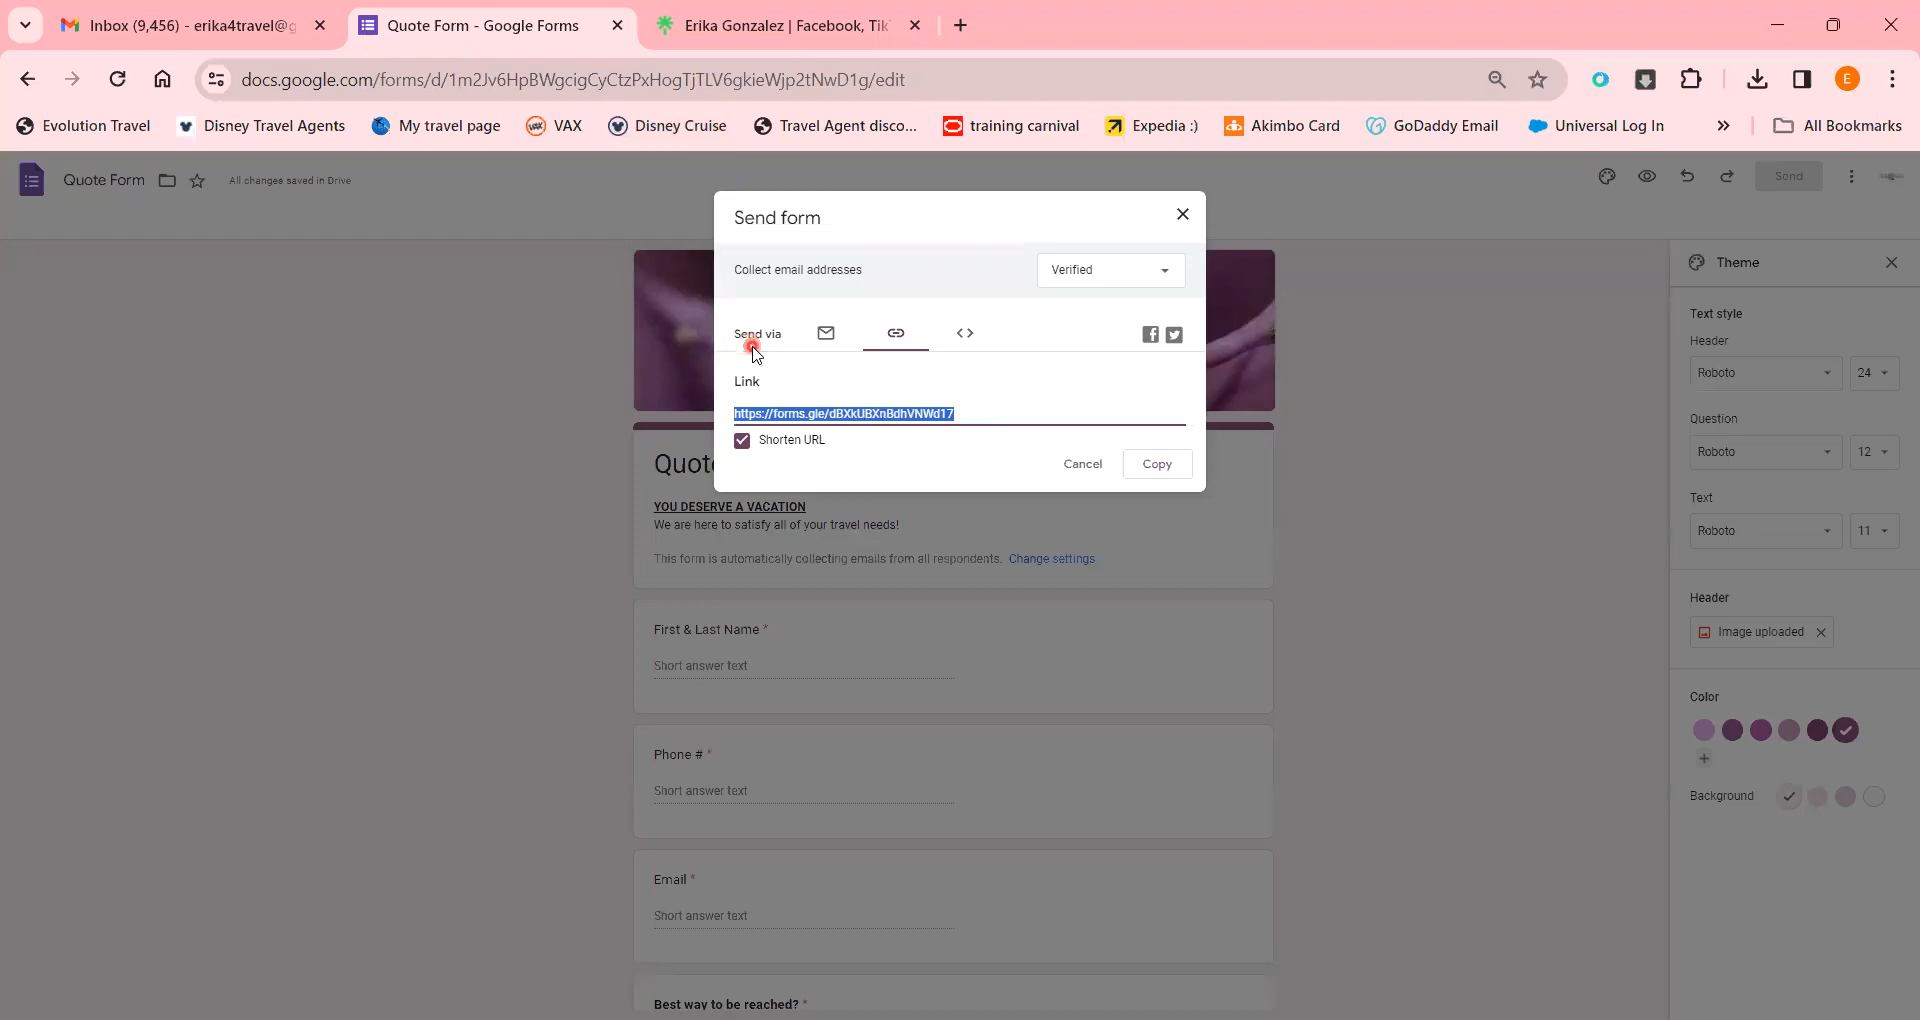 Inbox (9,456) - erika4travel@g
Quote Form - Google Forms
Erika Gonzalez | Facebook, Tik
docs.google.com/forms/d/1m2Jv6HpBWgcigCyCtzPxHogTjTLV6gkieWjp2tNwD1g/edit
E
Evolution Travel
Disney Travel Agents
My travel page
VAX
Disney Cruise
Travel Agent disco...
training carnival
Expedia :)
Akimbo Card
GoDaddy Email
Universal Log In
All Bookmarks
Quote Form
All changes saved in Drive
Send
Send form
Collect email addresses
Verified
Send via
Link
https://forms.gle/dBXkUBXnBdhVNWd17
Shorten URL
Cancel
Copy
YOU DESERVE A VACATION
We are here to satisfy all of your travel needs!
This form is automatically collecting emails from all respondents. Change settings
First & Last Name *
Short answer text
Phone # *
Short answer text
Email *
Short answer text
Best way to be reached? *
Theme
Text style
Header
Roboto
24
Question
Roboto
12
Text
Roboto
11
Header
Image uploaded
Color
Background